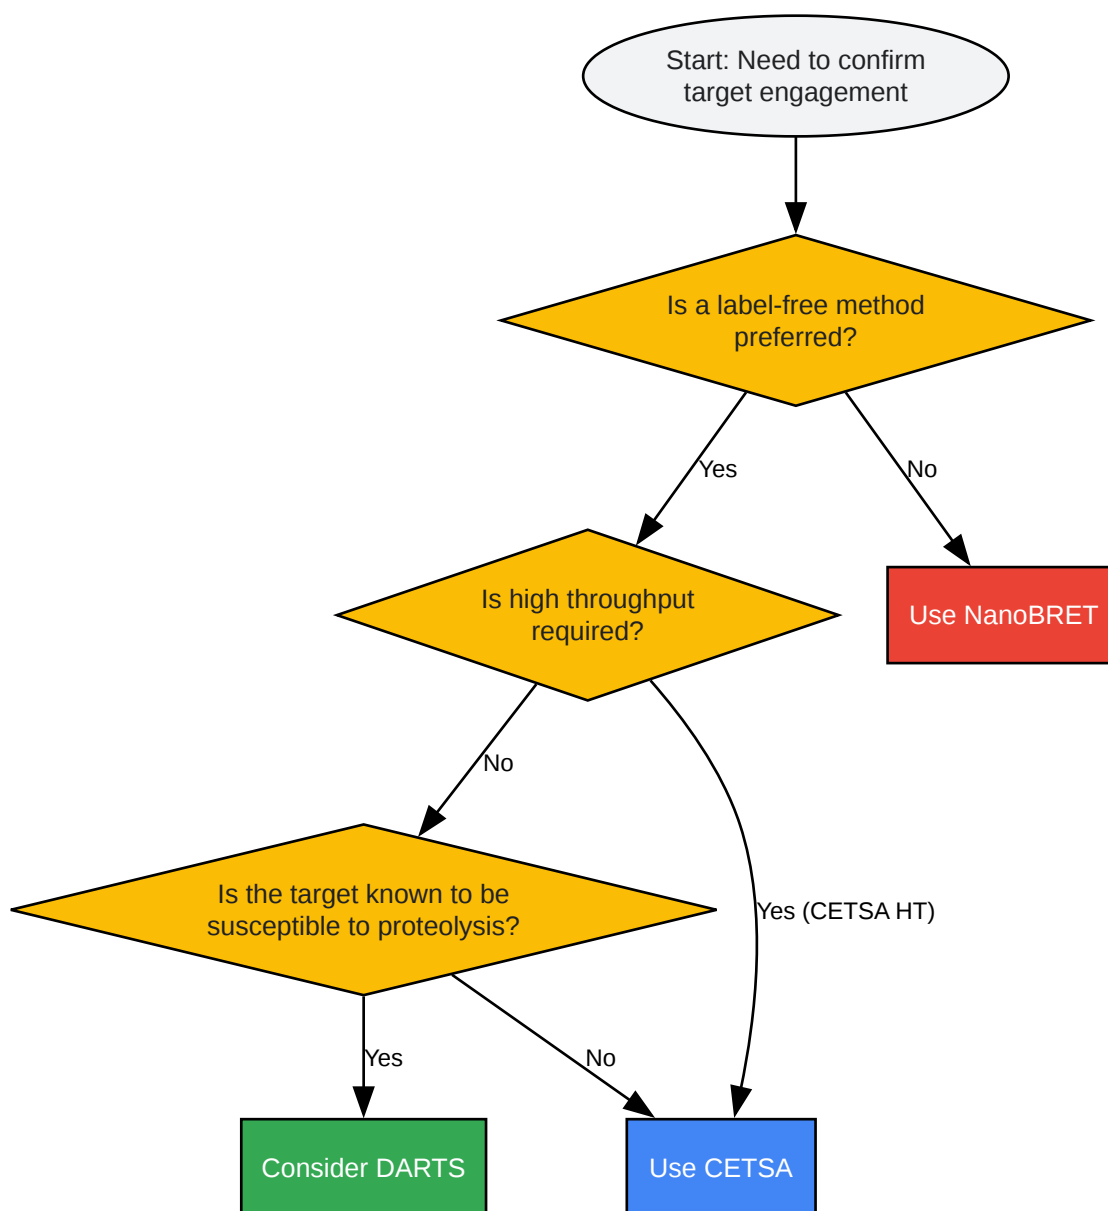 Start: Need to confirm
target engagement
Is a label-free method
preferred?
Yes
No
Is high throughput
required?
Use NanoBRET
No
Is the target known to be
susceptible to proteolysis?
Yes (CETSA HT)
Yes
No
Consider DARTS
Use CETSA